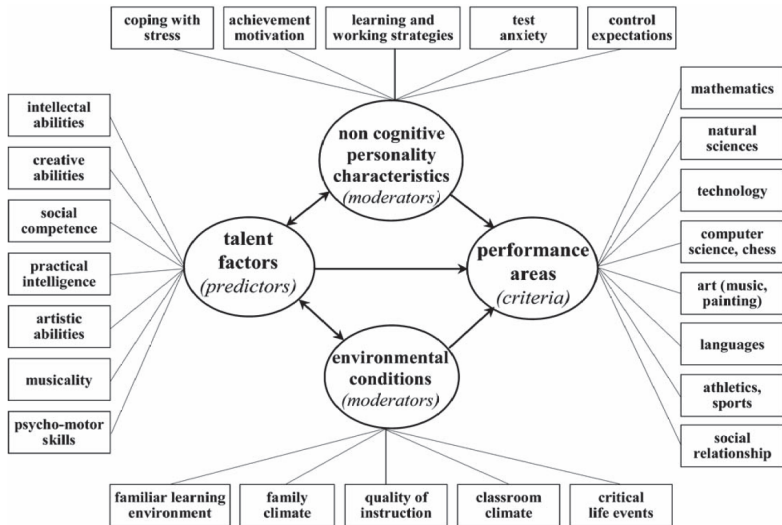 coping with
stress
achievement
motivation
learning and
working strategies
test
anxiety
control
expectations
intellectal
abilities
creative
abilities
social
competence
practical
intelligence
artistic
abilities
musicality
psycho-motor
skills
non cognitive
personality
characteristics
(moderators)
talent
factors
(predictors)
performance
areas
(criteria)
environmental
conditions
(moderators)
mathematics
natural
sciences
technology
computer
science, chess
art (music,
painting)
languages
athletics,
sports
social
relationship
familiar learning
environment
family
climate
quality of
instruction
classroom
climate
critical
life events